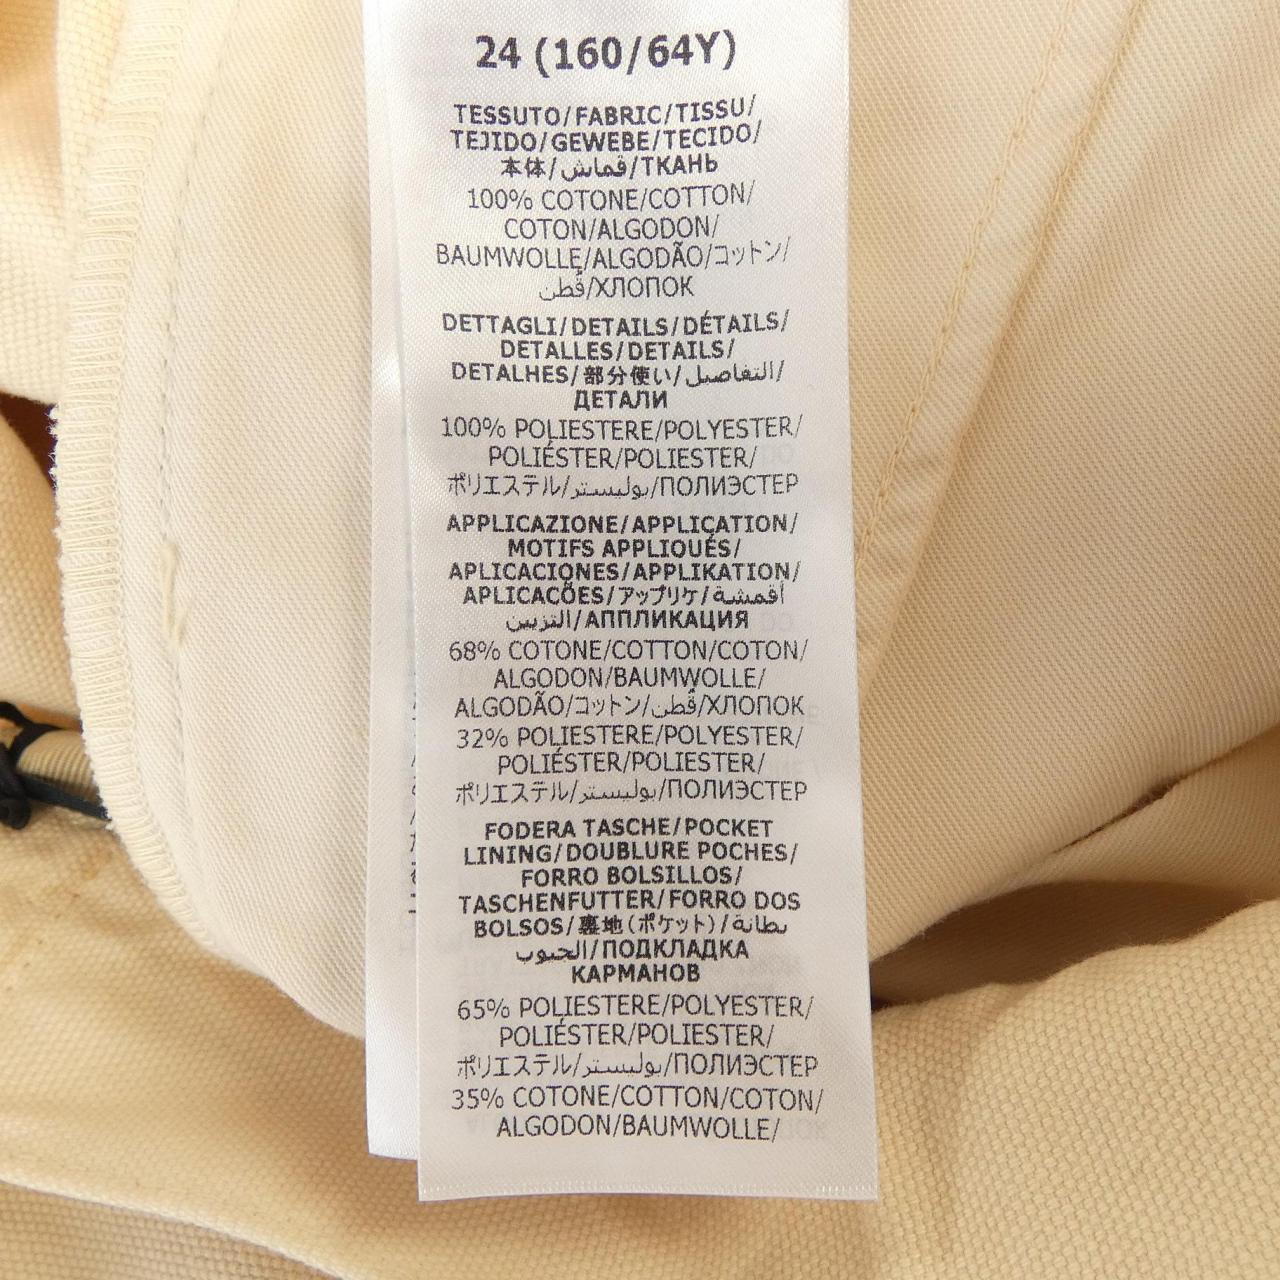 24 (160/64Y)
TESSUTO/FABRIC/TISSU/
TEJIDO/GEWEBE/TECIDO/
本体/قماش/ТКАНЬ
100% COTONE/COTTON/
COTON/ALGODON/
BAUMWOLLE/ALGODÃO/コットン/
قُطن/ХЛОПОК
DETTAGLI/DETAILS/DÉTAILS/
DETALLES/DETAILS/
DETALHES/部分使い/التفاصيل/
ДЕТАЛИ
100% POLIESTERE/POLYESTER/
POLIÉSTER/POLIESTER/
ポリエステル/بوليستر/ПОЛИЭСТЕР
APPLICAZIONE/APPLICATION/
MOTIFS APPLIQUÉS/
APLICACIONES/APPLIKATION/
APLICAÇÕES/アップリケ/أقمشة
التزيين/АППЛИКАЦИЯ
68% COTONE/COTTON/COTON/
ALGODON/BAUMWOLLE/
ALGODÃO/コットン/قُطن/ХЛОПОК
32% POLIESTERE/POLYESTER/
POLIÉSTER/POLIESTER/
ポリエステル/بوليستر/ПОЛИЭСТЕР
FODERA TASCHE/POCKET
LINING/DOUBLURE POCHES/
FORRO BOLSILLOS/
TASCHENFUTTER/FORRO DOS
BOLSOS/裏地(ポケット)/بطانة
الجيوب/ПОДКЛАДКА
КАРМАНОВ
65% POLIESTERE/POLYESTER/
POLIÉSTER/POLIESTER/
ポリエステル/بوليستر/ПОЛИЭСТЕР
35% COTONE/COTTON/COTON/
ALGODON/BAUMWOLLE/